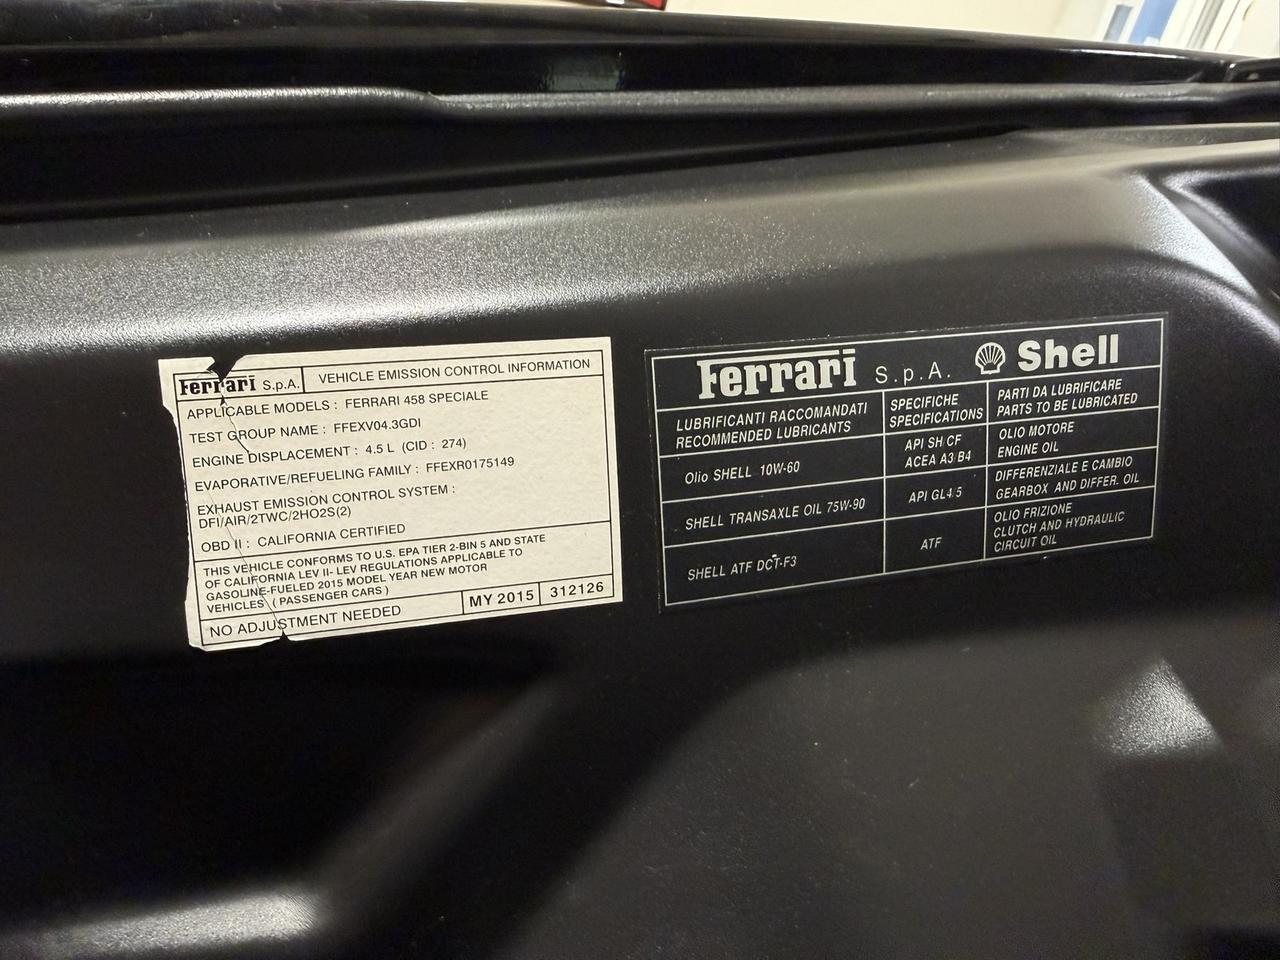 Ferrari S.p.A. VEHICLE EMISSION CONTROL INFORMATION
APPLICABLE MODELS : FERRARI 458 SPECIALE
TEST GROUP NAME : FFEXV04.3GDI
ENGINE DISPLACEMENT : 4.5 L (CID : 274)
EVAPORATIVE/REFUELING FAMILY : FFEXR0175149
EXHAUST EMISSION CONTROL SYSTEM :
DFI/AIR/2TWC/2HO2S(2)
OBD II : CALIFORNIA CERTIFIED
THIS VEHICLE CONFORMS TO U.S. EPA TIER 2-BIN 5 AND STATE
OF CALIFORNIA LEV II- LEV REGULATIONS APPLICABLE TO
GASOLINE-FUELED 2015 MODEL YEAR NEW MOTOR
VEHICLES ( PASSENGER CARS )
NO ADJUSTMENT NEEDED MY 2015 312126
Ferrari S.p.A. Shell
LUBRIFICANTI RACCOMANDATI
RECOMMENDED LUBRICANTS
SPECIFICHE
SPECIFICATIONS
PARTI DA LUBRIFICARE
PARTS TO BE LUBRICATED
Olio SHELL 10W-60
API SH CF
ACEA A3 B4
OLIO MOTORE
ENGINE OIL
SHELL TRANSAXLE OIL 75W-90
API GL4/5
DIFFERENZIALE E CAMBIO
GEARBOX AND DIFFER. OIL
SHELL ATF DCT-F3
ATF
OLIO FRIZIONE
CLUTCH AND HYDRAULIC
CIRCUIT OIL